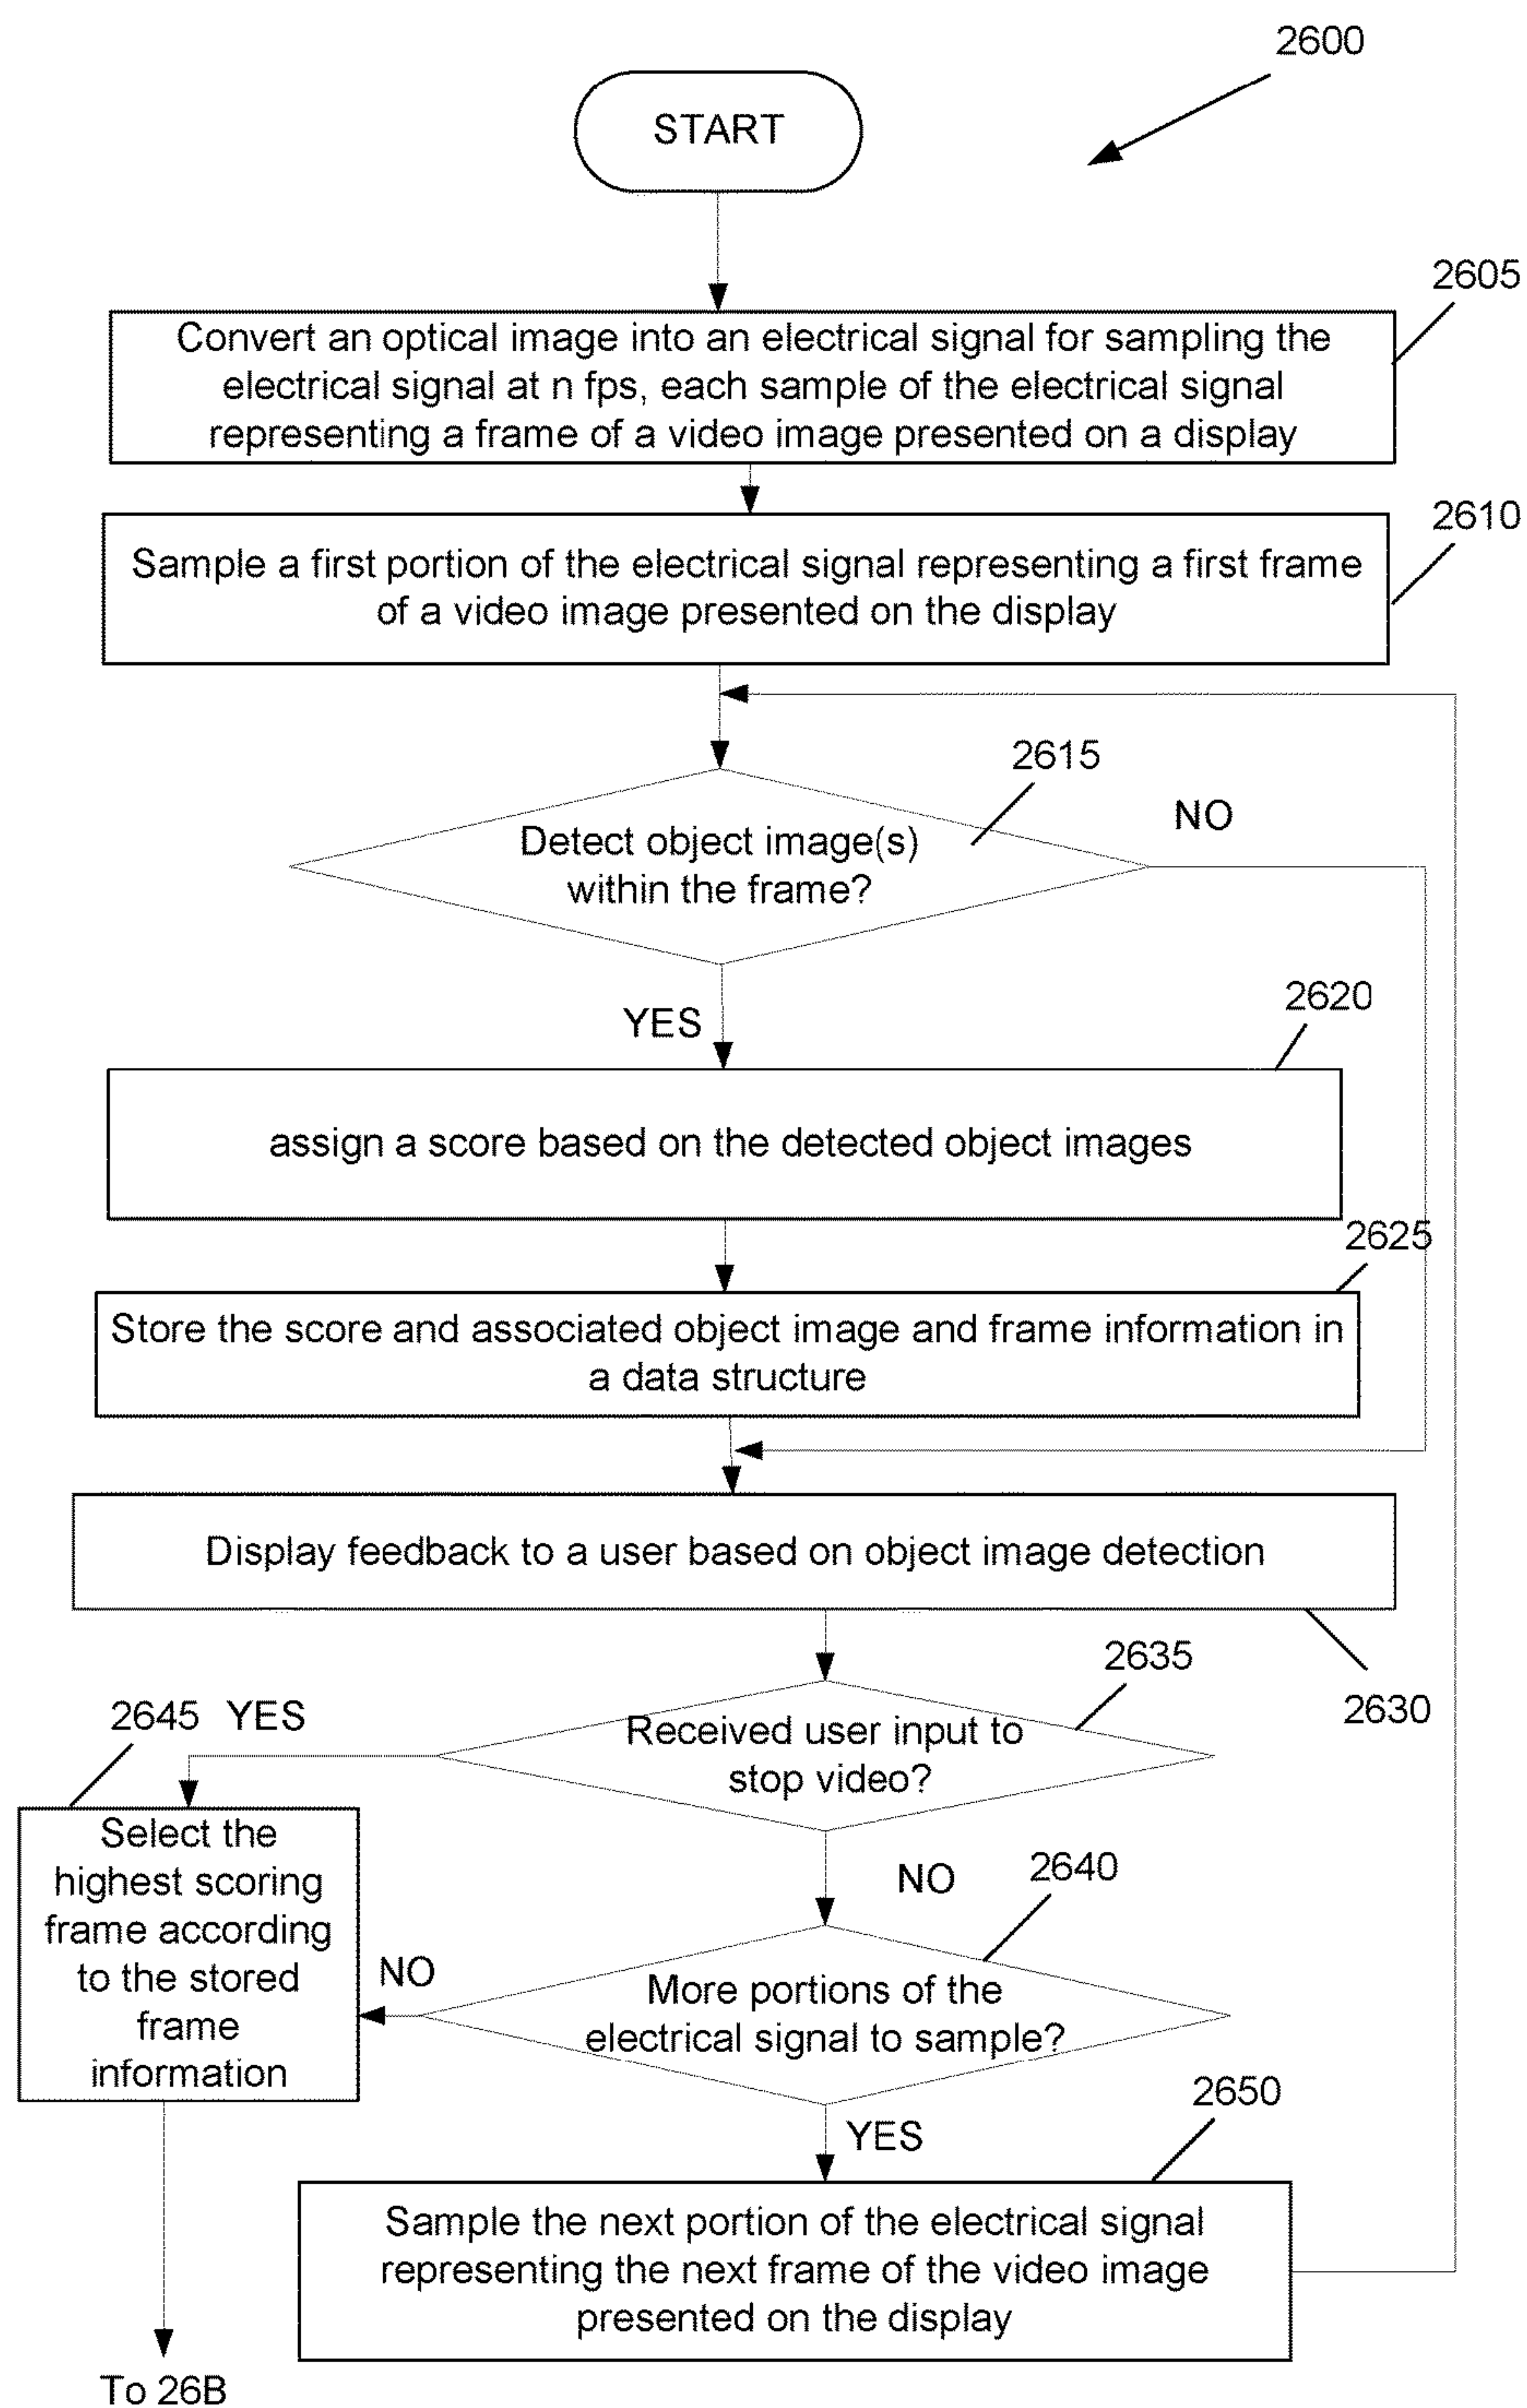 2600
START
2605
Convert an optical image into an electrical signal for sampling the
electrical signal at n fps, each sample of the electrical signal
representing a frame of a video image presented on a display
2610
Sample a first portion of the electrical signal representing a first frame
of a video image presented on the display
2615
NO
Detect object image(s)
within the frame?
2620
YES
assign a score based on the detected object images
2625
Store the score and associated object image and frame information in
a data structure
Display feedback to a user based on object image detection
2630
2635
2645 YES
Received user input to
stop video?
Select the
highest scoring
frame according
to the stored
frame
information
NO
2640
NO
More portions of the
electrical signal to sample?
2650
YES
Sample the next portion of the electrical signal
representing the next frame of the video image
presented on the display
To 26B